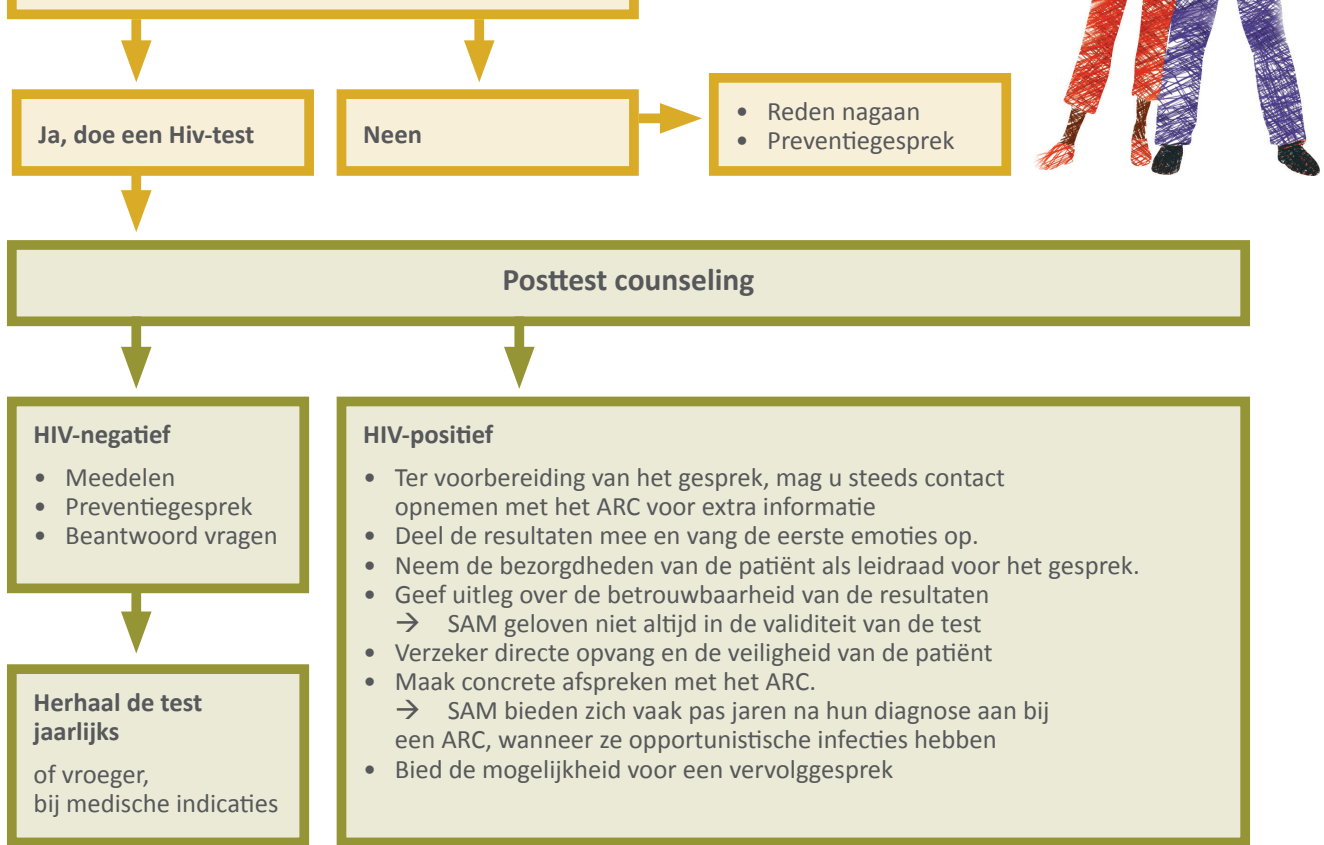 Ja, doe een Hiv-test
Neen
• Reden nagaan
• Preventiegesprek
Posttest counseling
HIV-negatief
• Meedelen
• Preventiegesprek
• Beantwoord vragen
Herhaal de test
jaarlijks
of vroeger,
bij medische indicaties
HIV-positief
• Ter voorbereiding van het gesprek, mag u steeds contact
opnemen met het ARC voor extra informatie
• Deel de resultaten mee en vang de eerste emoties op.
• Neem de bezorgdheden van de patiënt als leidraad voor het gesprek.
• Geef uitleg over de betrouwbaarheid van de resultaten
→ SAM geloven niet altijd in de validiteit van de test
• Verzeker directe opvang en de veiligheid van de patiënt
• Maak concrete afspreken met het ARC.
→ SAM bieden zich vaak pas jaren na hun diagnose aan bij
een ARC, wanneer ze opportunistische infecties hebben
• Bied de mogelijkheid voor een vervolggesprek